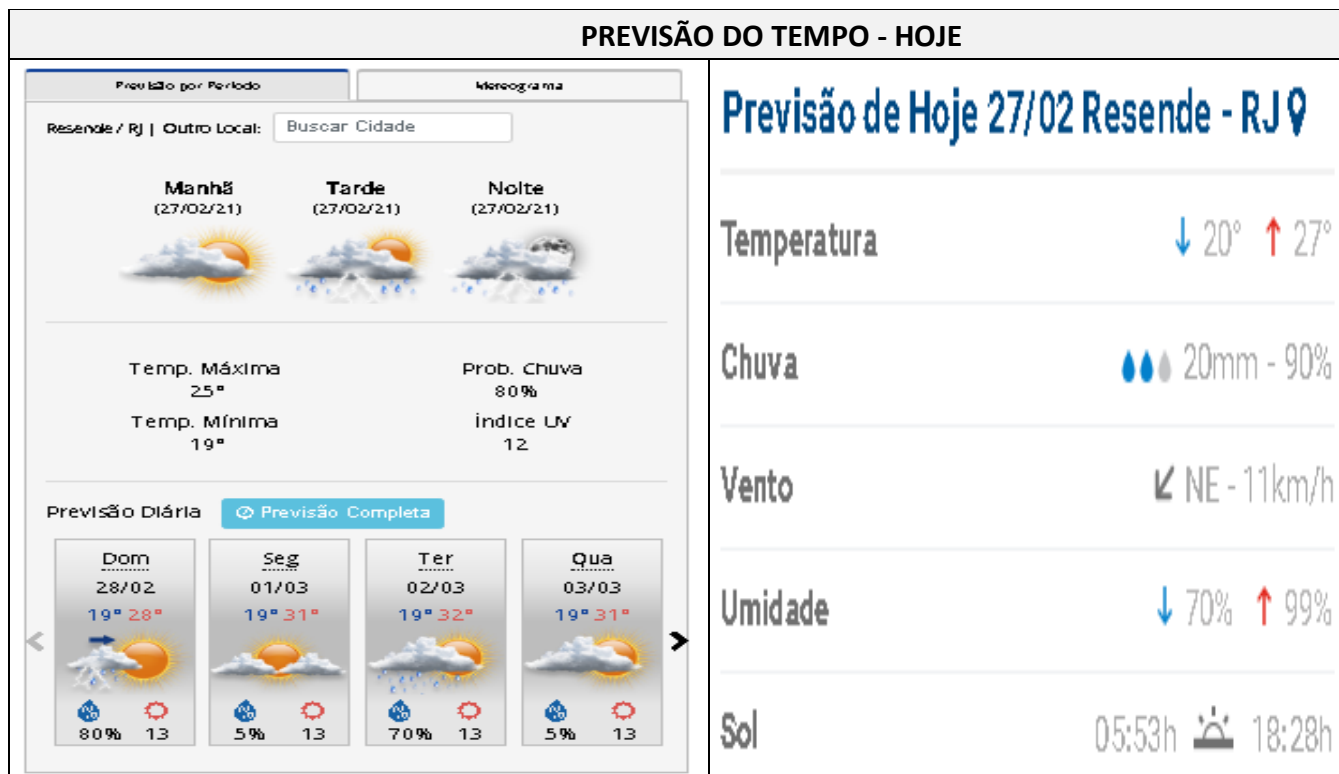 PREVISÃO DO TEMPO - HOJE
Previsão por Período
Meteograma
Resende / RJ | Outro Local: Buscar Cidade
Manhã Tarde Noite
(27/02/21) (27/02/21) (27/02/21)
Temp. Máxima Prob. Chuva
25° 80%
Temp. Mínima Índice UV
19° 12
Previsão Diária Previsão Completa
Dom Seg Ter Qua
28/02 01/03 02/03 03/03
19° 28° 19° 31° 19° 32° 19° 31°
80% 13 5% 13 70% 13 5% 13
Previsão de Hoje 27/02 Resende - RJ
Temperatura ↓ 20° ↑ 27°
Chuva 20mm - 90%
Vento NE - 11km/h
Umidade ↓ 70% ↑ 99%
Sol 05:53h 18:28h